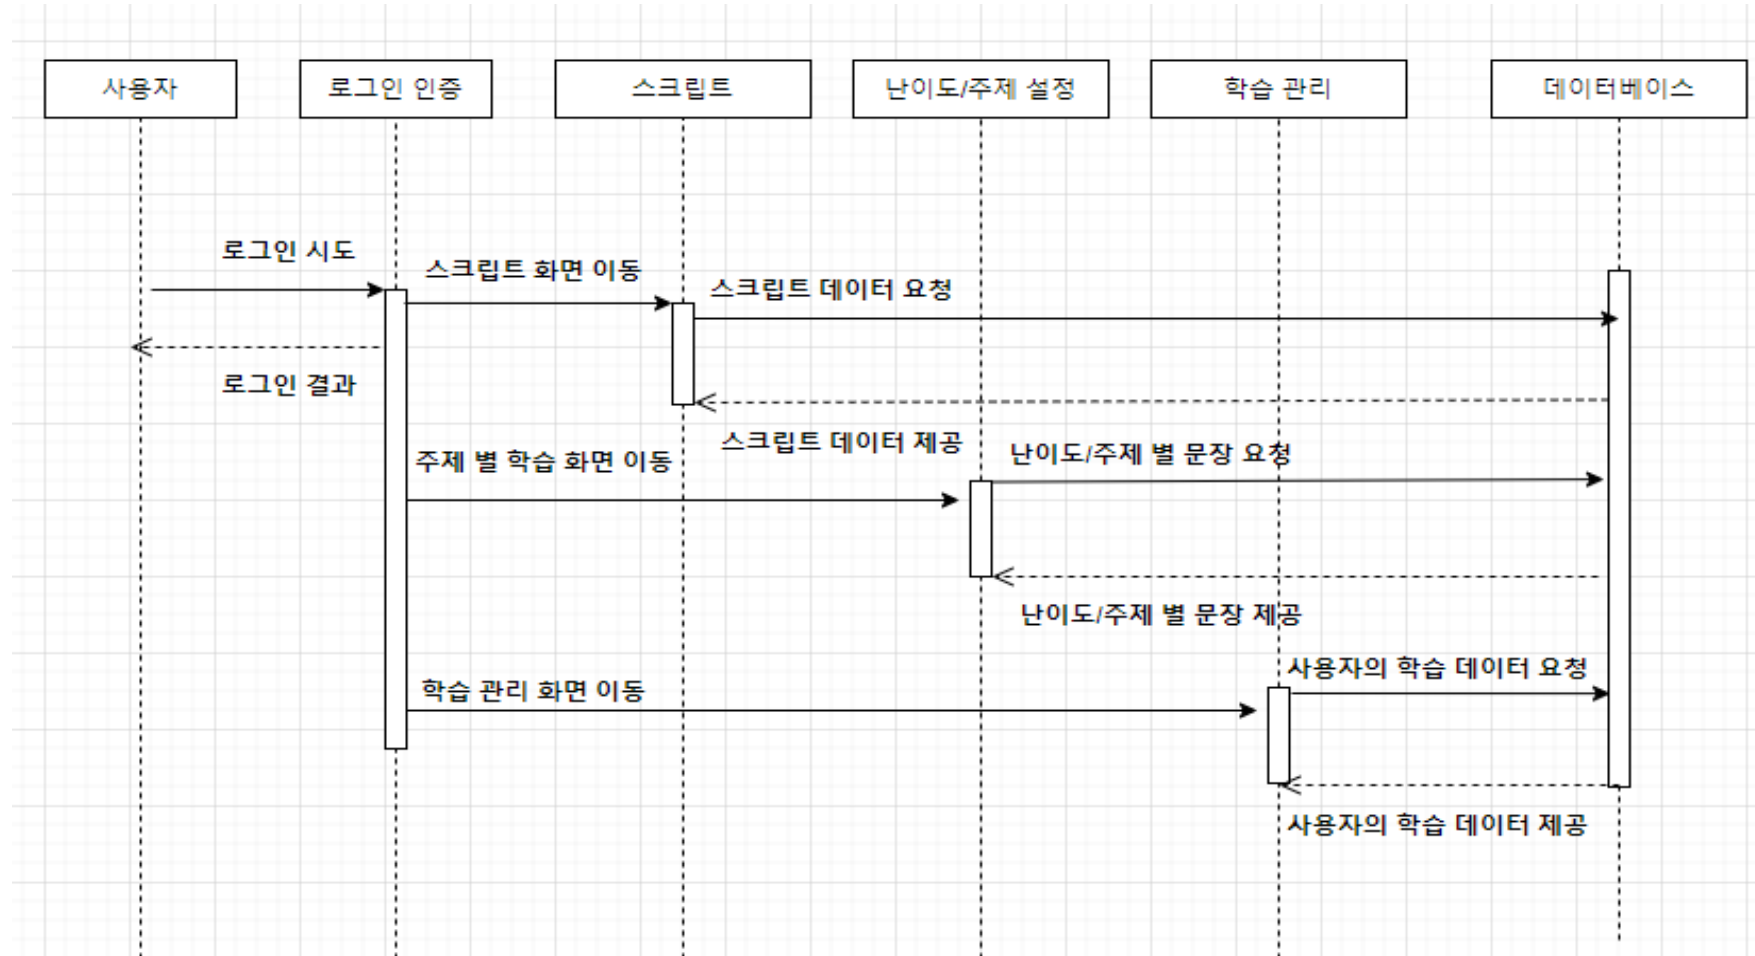 사용자
로그인 인증
스크립트
난이도/주제 설정
학습 관리
데이터베이스
로그인 시도
스크립트 화면 이동
스크립트 데이터 요청
로그인 결과
스크립트 데이터 제공
난이도/주제 별 문장 요청
주제 별 학습 화면 이동
난이도/주제 별 문장 제공
사용자의 학습 데이터 요청
학습 관리 화면 이동
사용자의 학습 데이터 제공